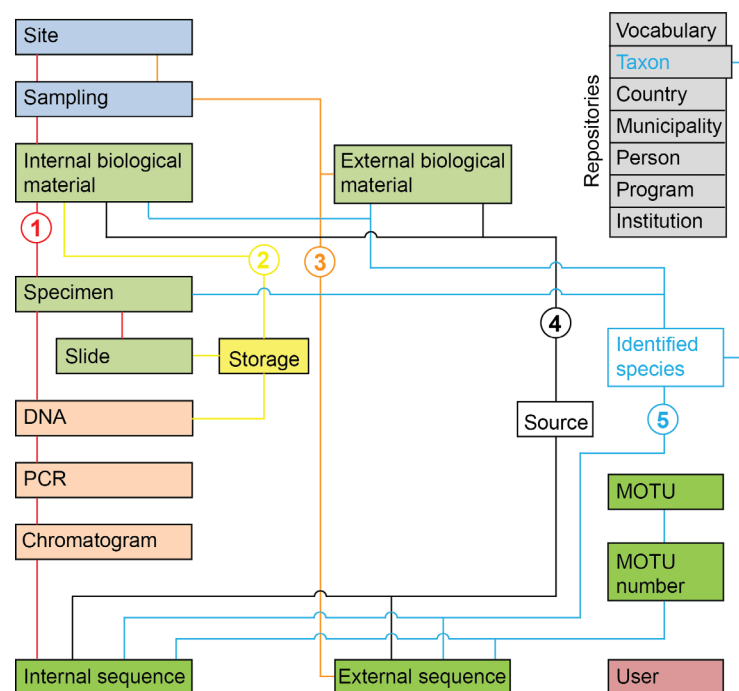 Site
Sampling
Internal biological
material
External biological
material
Repositories
Vocabulary
Taxon
Country
Municipality
Person
Program
Institution
1
2
3
4
5
Specimen
Slide
Storage
Identified
species
DNA
Source
PCR
MOTU
Chromatogram
MOTU
number
Internal sequence
External sequence
User